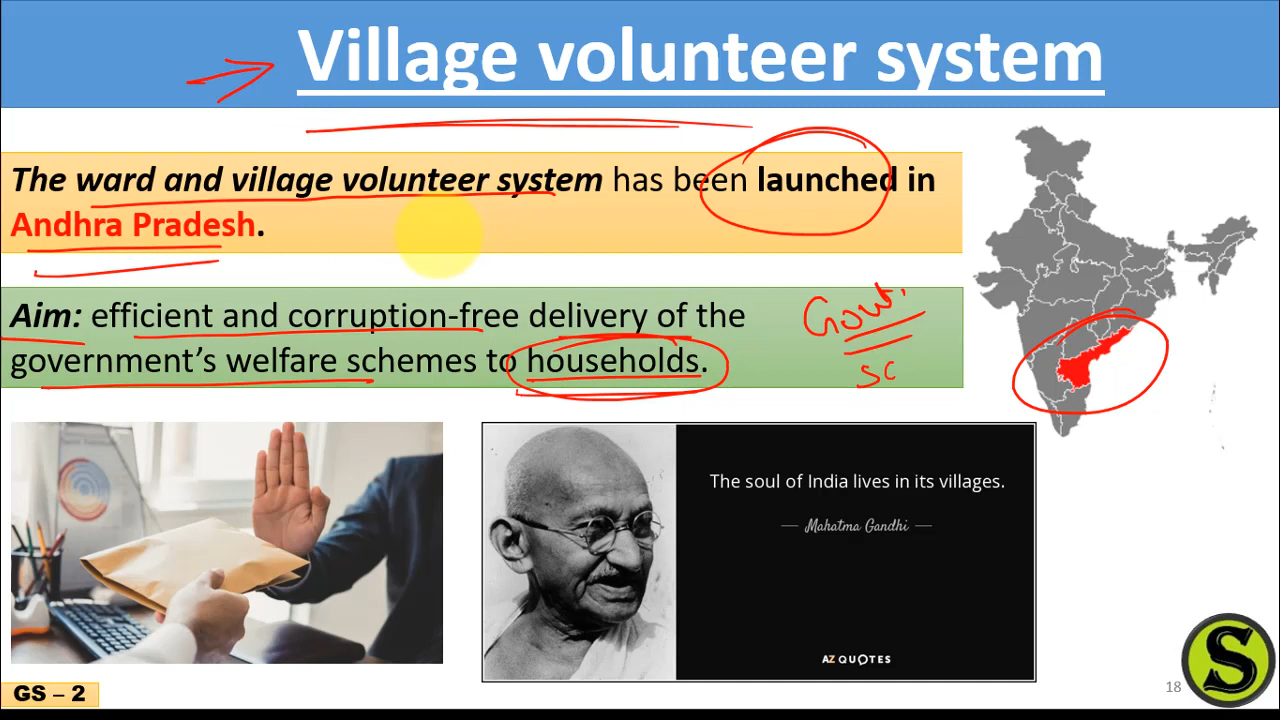 Village volunteer system
The ward and village volunteer system has been launched in
Andhra Pradesh.
Aim: efficient and corruption-free delivery of the
government's welfare schemes to households.
Govt.
sc
The soul of India lives in its villages.
— Mahatma Gandhi —
AZ QUOTES
S
GS – 2
18